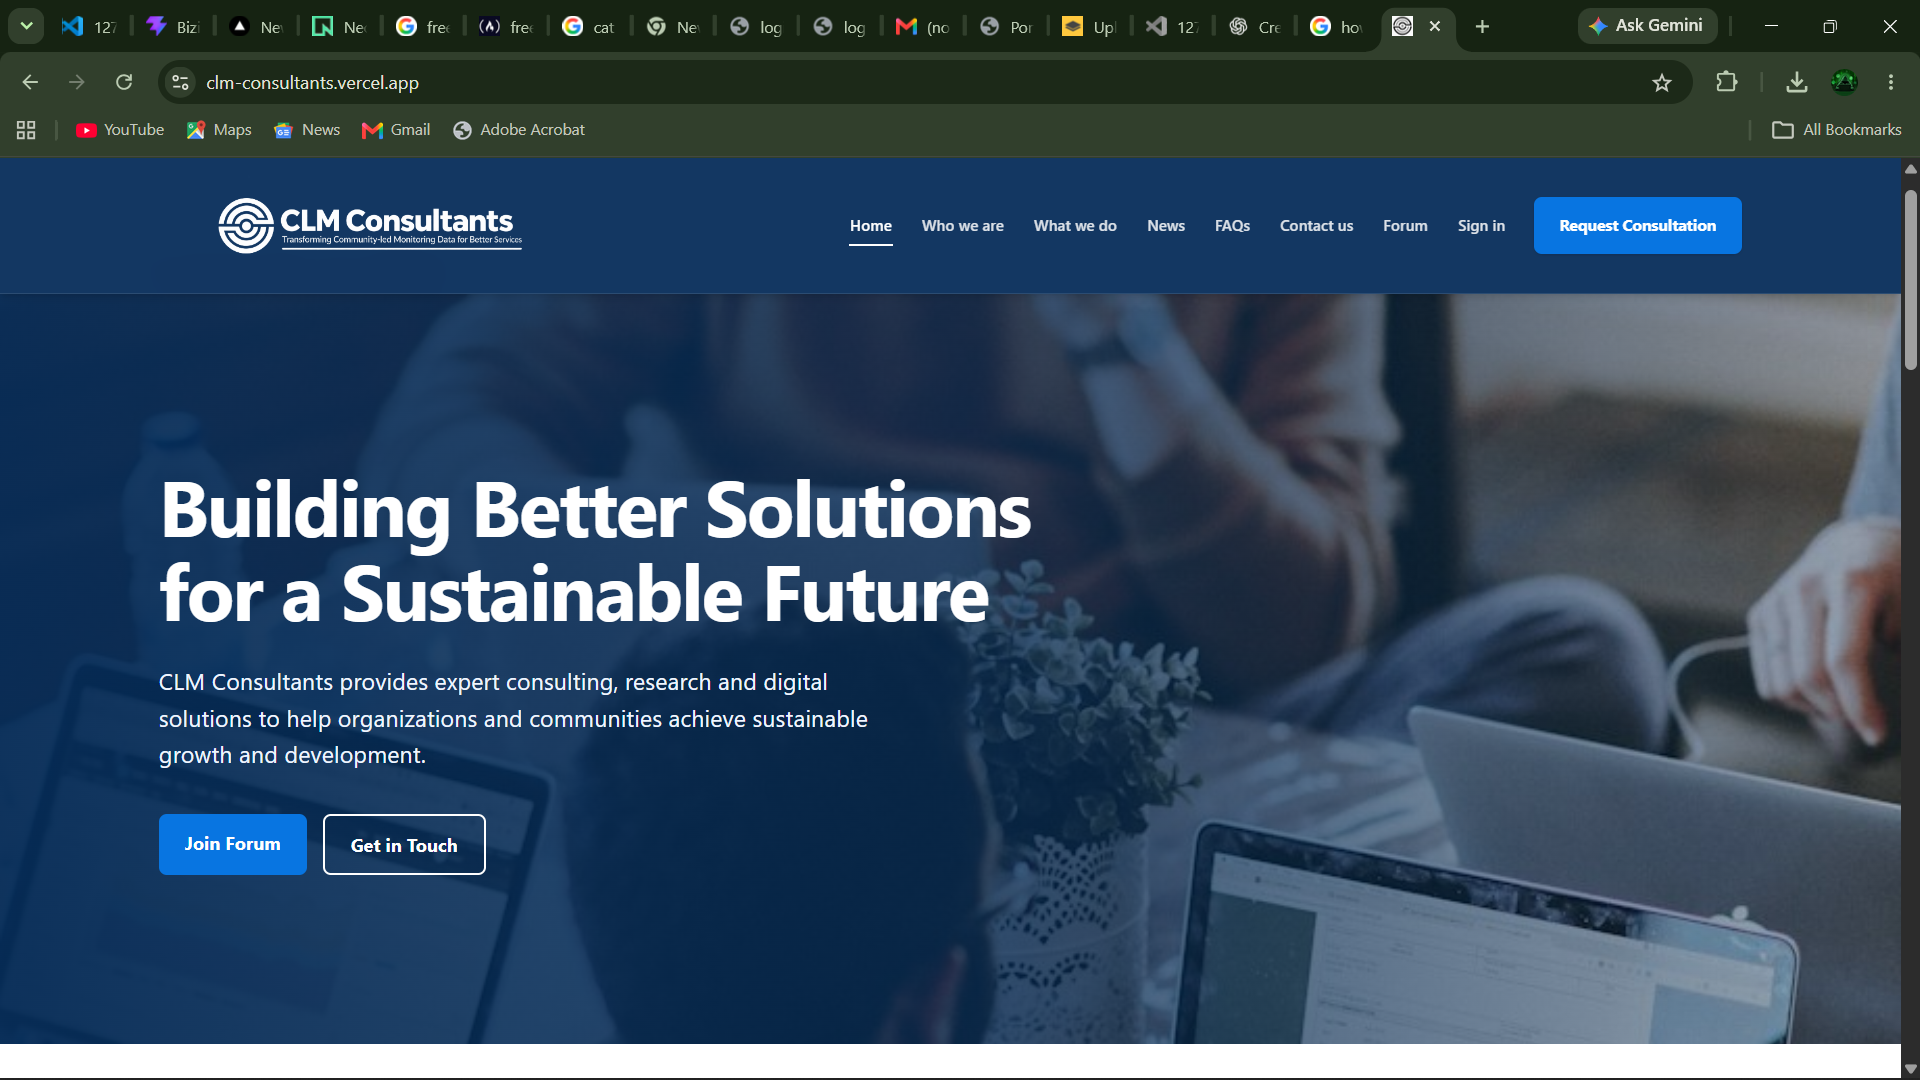 127
Bizi
Ne
Ne
free
free
cat
Ne
log
log
(no
Por
Upl
127
Cre
ho
Ask Gemini
clm-consultants.vercel.app
YouTube
Maps
News
Gmail
Adobe Acrobat
All Bookmarks
CLM Consultants
Transforming Community-led Monitoring Data for Better Services
Home
Who we are
What we do
News
FAQs
Contact us
Forum
Sign in
Request Consultation
Building Better Solutions
for a Sustainable Future
CLM Consultants provides expert consulting, research and digital
solutions to help organizations and communities achieve sustainable
growth and development.
Join Forum
Get in Touch